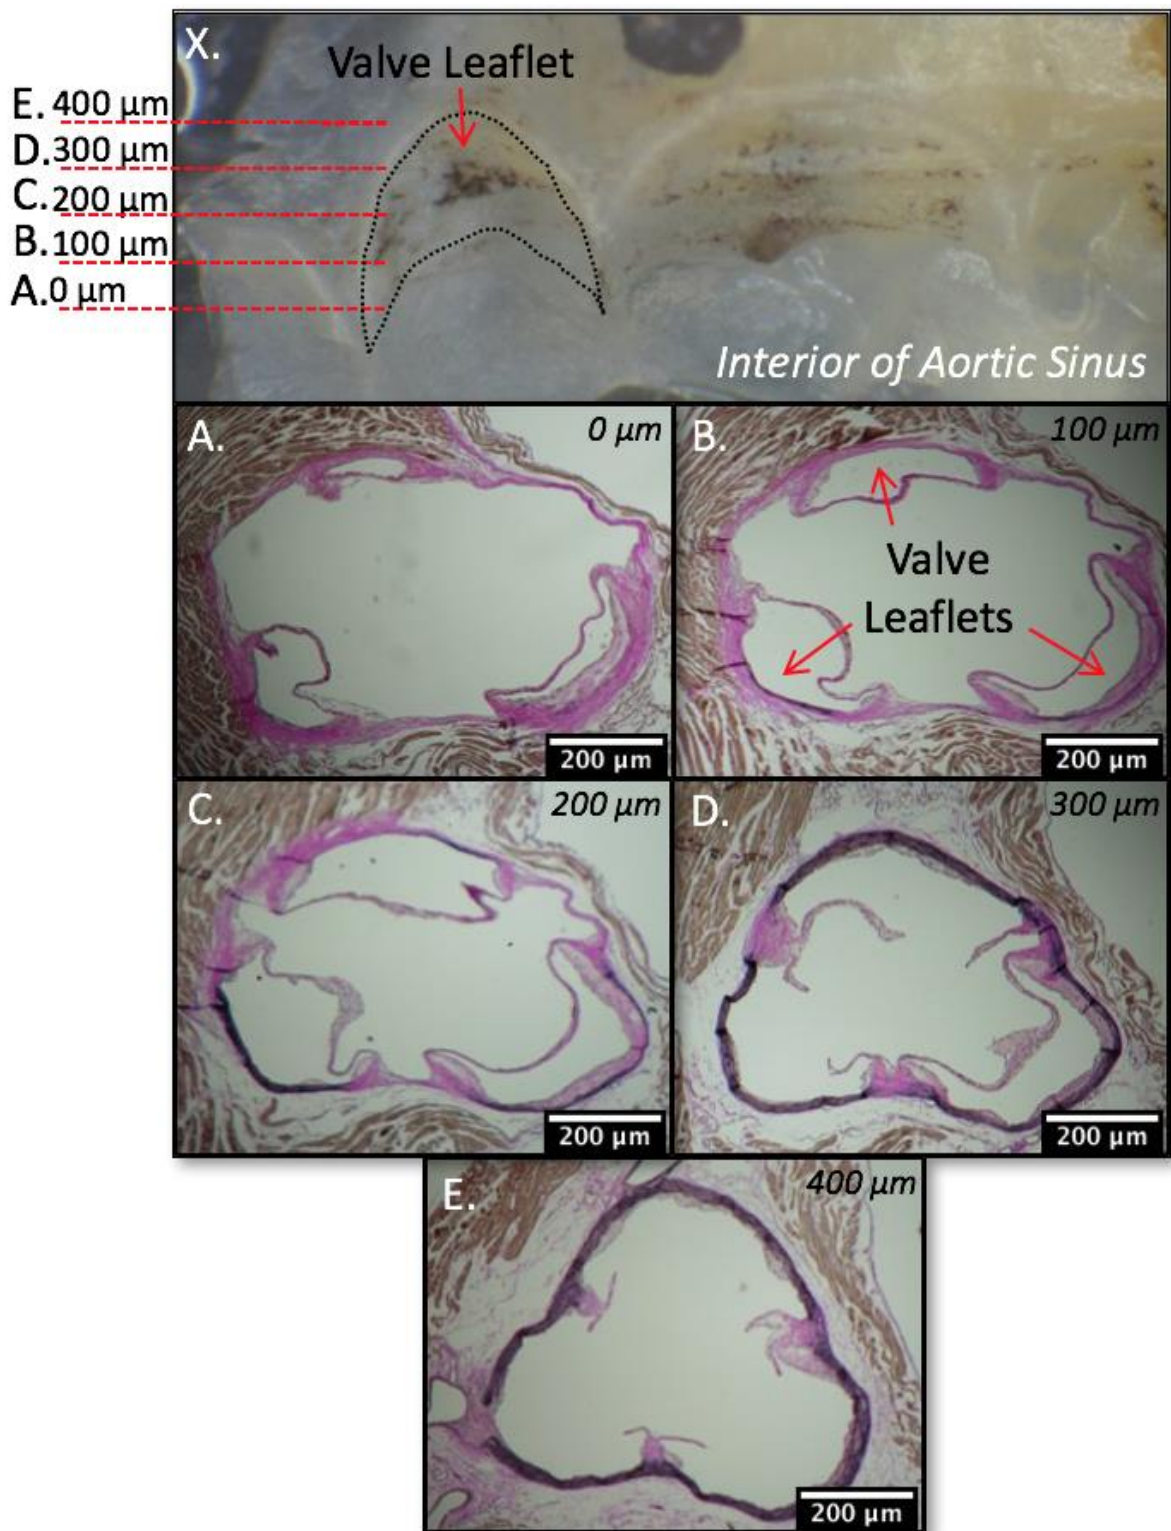 X.
Valve Leaflet
E. 400 µm
D. 300 µm
C. 200 µm
B. 100 µm
A. 0 µm
Interior of Aortic Sinus
A.
0 µm
200 µm
B.
100 µm
Valve
Leaflets
200 µm
C.
200 µm
200 µm
D.
300 µm
200 µm
E.
400 µm
200 µm